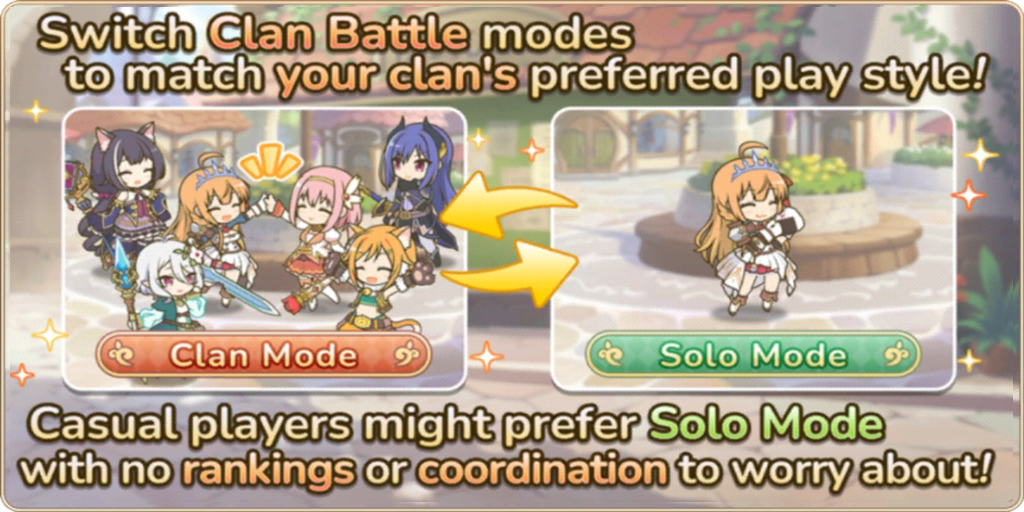 Switch Clan Battle modes
to match your clan's preferred play style!
Clan Mode
Solo Mode
Casual players might prefer Solo Mode
with no rankings or coordination to worry about!